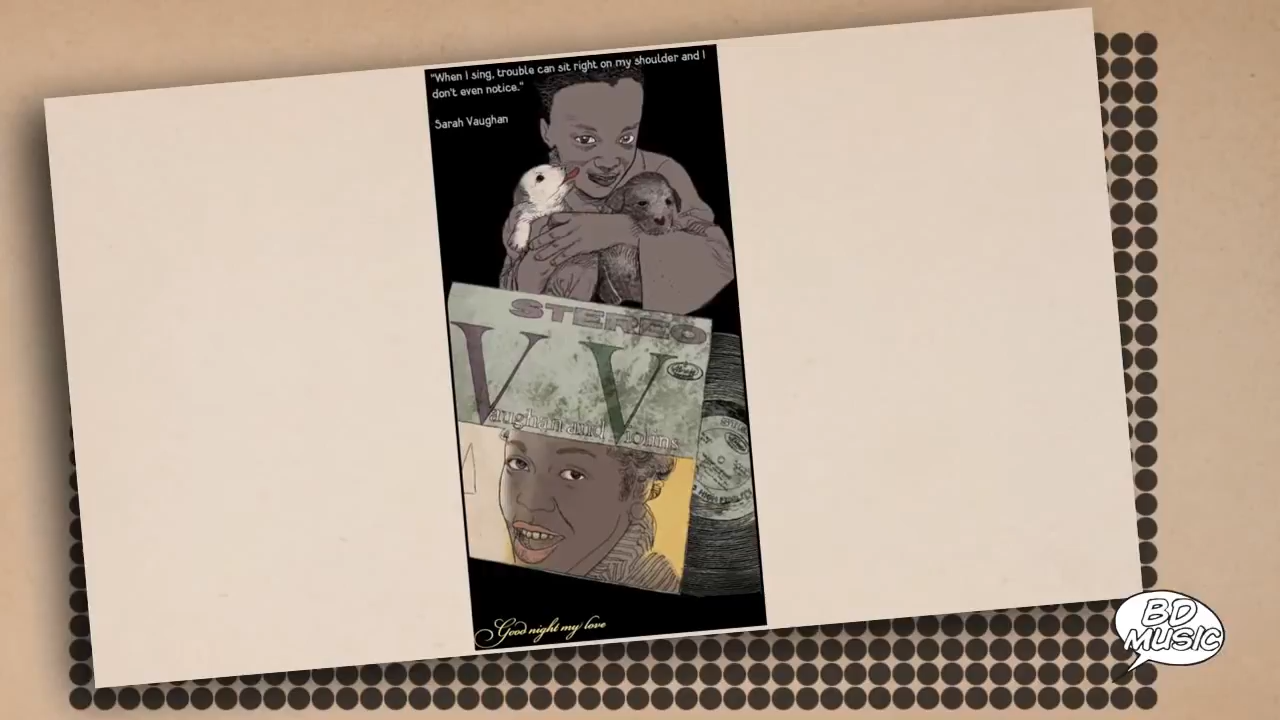 "When I sing, trouble can sit right on my shoulder and I
don't even notice."
Sarah Vaughan
STEREO
Vaughan and Violins
Good night my love
BD
MUSIC